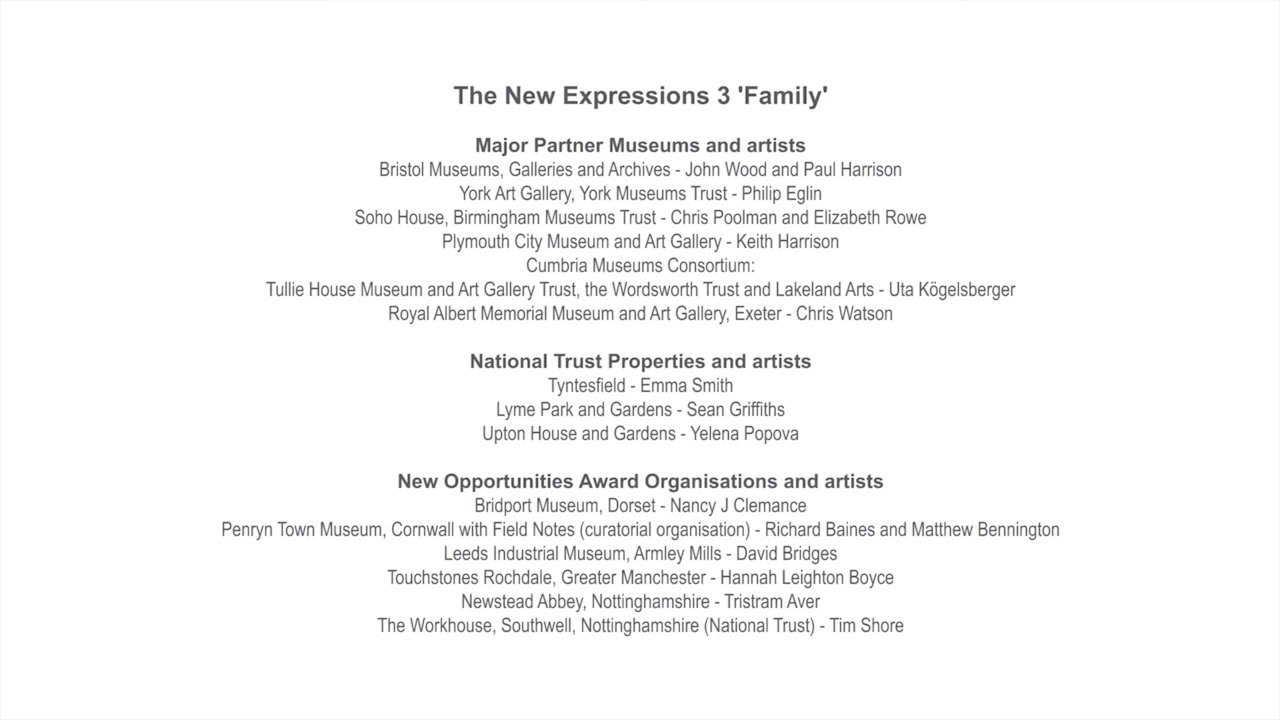 The New Expressions 3 'Family'
Major Partner Museums and artists
Bristol Museums, Galleries and Archives - John Wood and Paul Harrison
York Art Gallery, York Museums Trust - Philip Eglin
Soho House, Birmingham Museums Trust - Chris Poolman and Elizabeth Rowe
Plymouth City Museum and Art Gallery - Keith Harrison
Cumbria Museums Consortium:
Tullie House Museum and Art Gallery Trust, the Wordsworth Trust and Lakeland Arts - Uta Kögelsberger
Royal Albert Memorial Museum and Art Gallery, Exeter - Chris Watson
National Trust Properties and artists
Tyntesfield - Emma Smith
Lyme Park and Gardens - Sean Griffiths
Upton House and Gardens - Yelena Popova
New Opportunities Award Organisations and artists
Bridport Museum, Dorset - Nancy J Clemance
Penryn Town Museum, Cornwall with Field Notes (curatorial organisation) - Richard Baines and Matthew Bennington
Leeds Industrial Museum, Armley Mills - David Bridges
Touchstones Rochdale, Greater Manchester - Hannah Leighton Boyce
Newstead Abbey, Nottinghamshire - Tristram Aver
The Workhouse, Southwell, Nottinghamshire (National Trust) - Tim Shore